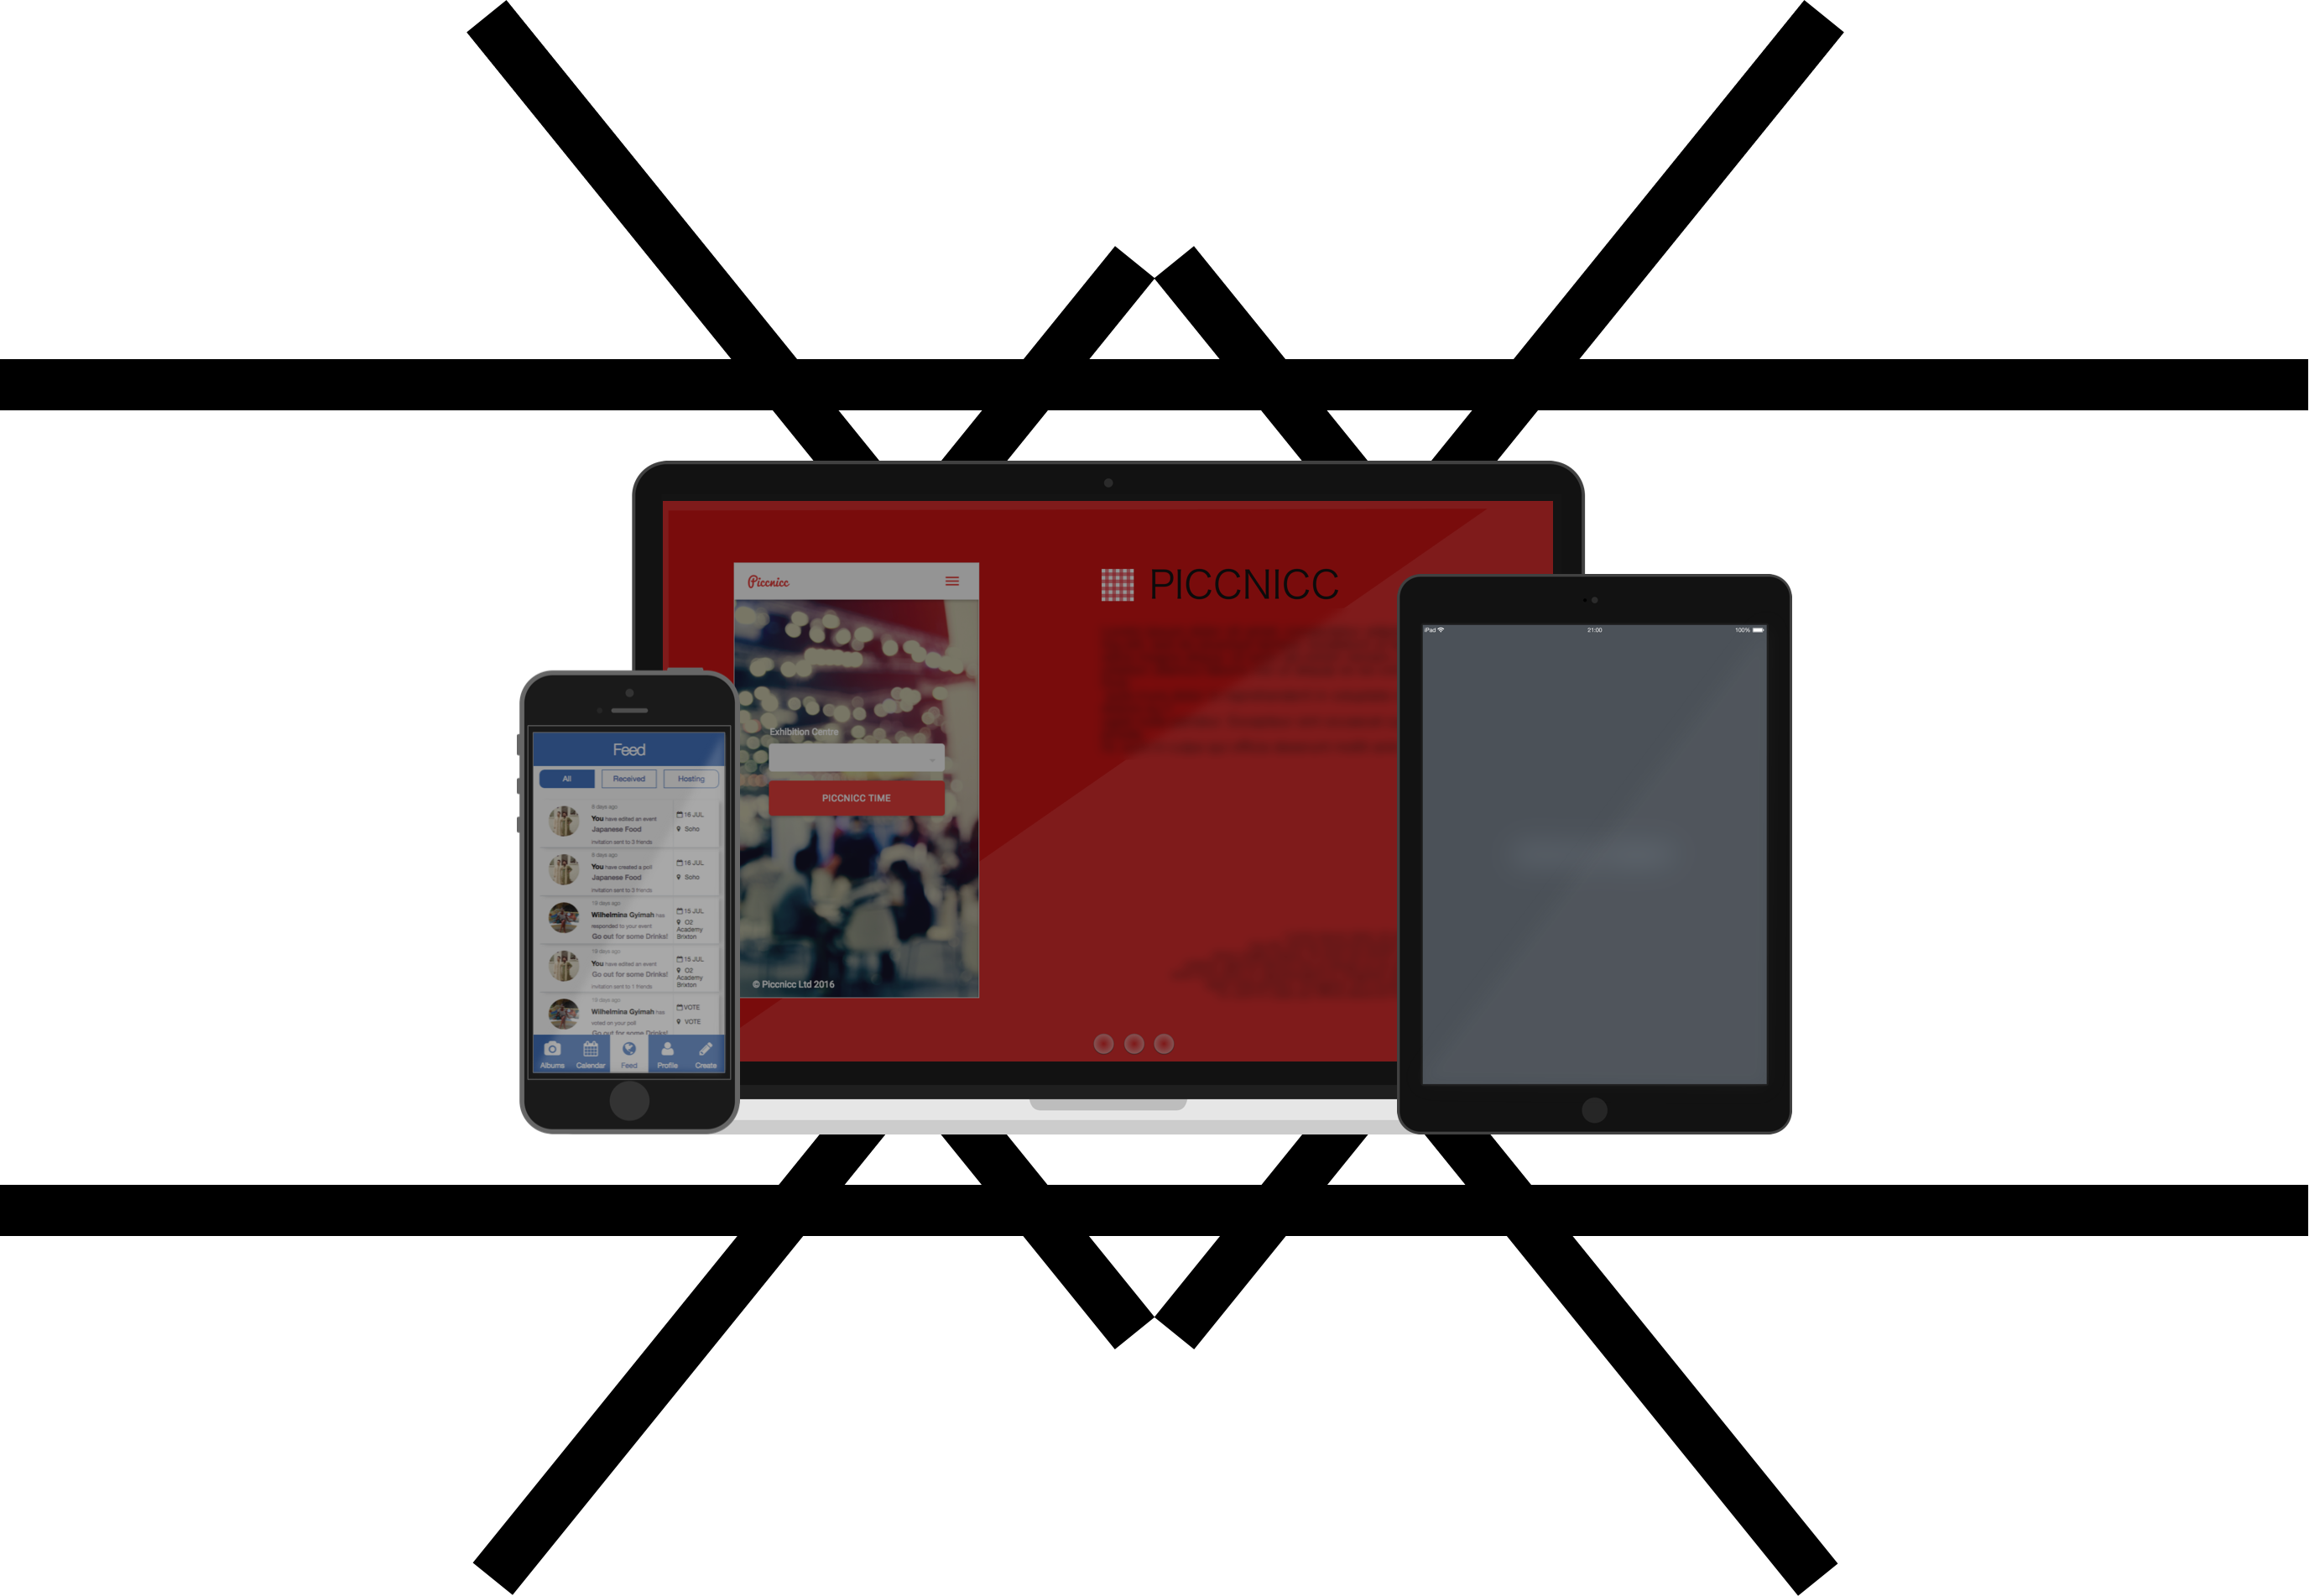 Piccnicc
PICCNICC
Exhibition Centre
PICCNICC TIME
© Piccnicc Ltd 2016
Feed
All Received Hosting
8 days ago
You have edited an event
Japanese Food
invitation sent to 3 friends
16 JUL
Soho
8 days ago
You have created a poll
Japanese Food
invitation sent to 3 friends
16 JUL
Soho
19 days ago
Wilhelmina Gyimah has
responded to your event
Go out for some Drinks!
15 JUL
O2
Academy
Brixton
19 days ago
You have edited an event
Go out for some Drinks!
invitation sent to 1 friends
15 JUL
O2
Academy
Brixton
19 days ago
Wilhelmina Gyimah has
voted on your poll
Go out for some Drinks!
VOTE
VOTE
Albums Calendar Feed Profile Create
iPad 21:00 100%